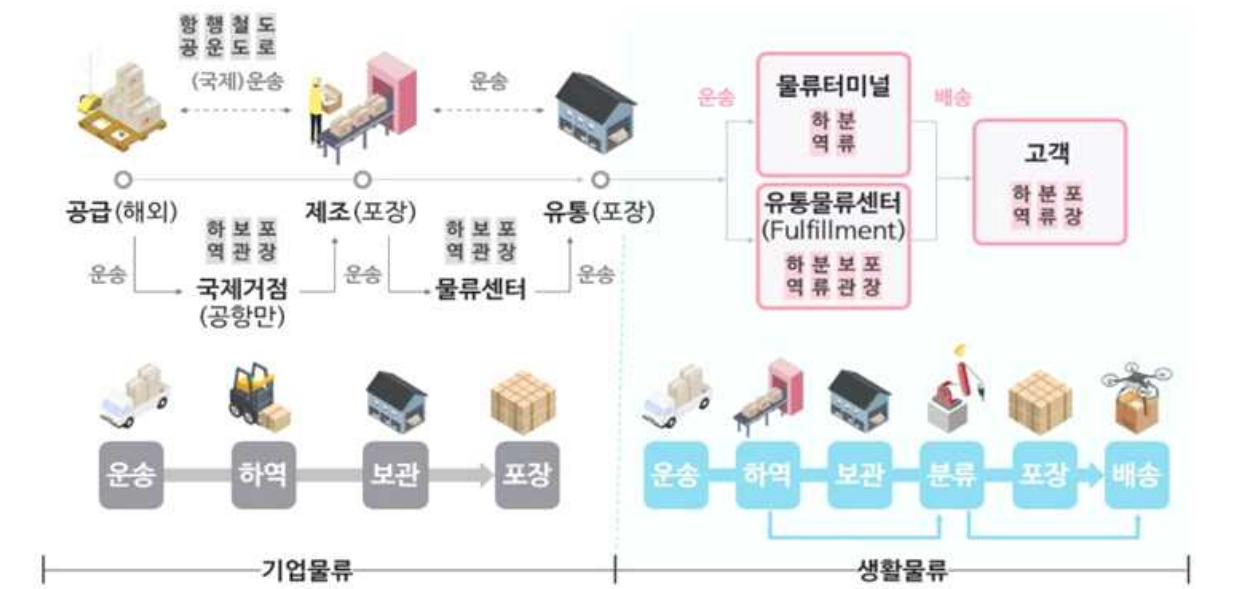 항 행 철 도
공 운 도 로
(국제)운송
운송
공급(해외)
제조(포장)
유통(포장)
하 보 포
역 관 장
하 보 포
역 관 장
운송
국제거점
(공항만)
운송
물류센터
운송
운송
물류터미널
하 분
역 류
배송
유통물류센터
(Fulfillment)
하 분 보 포
역 류 관 장
고객
하 분 포
역 류 장
운송
하역
보관
포장
운송
하역
보관
분류
포장
배송
기업물류
생활물류